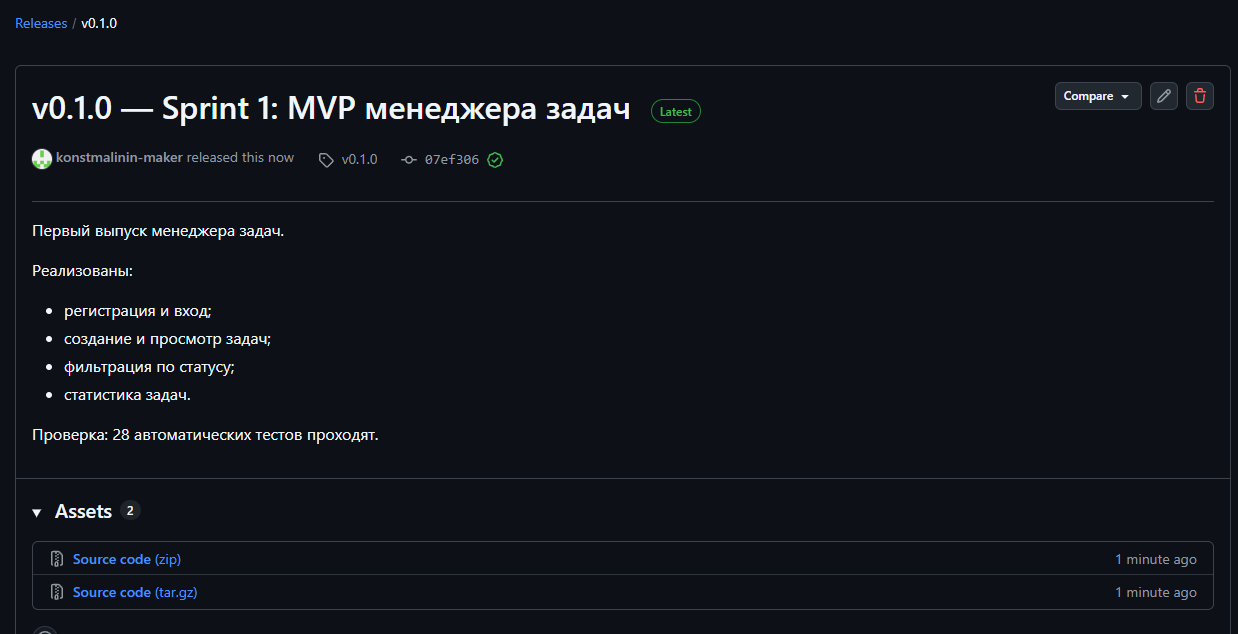 Releases / v0.1.0
v0.1.0 — Sprint 1: MVP менеджера задач Latest
Compare
konstmalinin-maker released this now v0.1.0 07ef306
Первый выпуск менеджера задач.
Реализованы:
• регистрация и вход;
• создание и просмотр задач;
• фильтрация по статусу;
• статистика задач.
Проверка: 28 автоматических тестов проходят.
Assets 2
Source code (zip) 1 minute ago
Source code (tar.gz) 1 minute ago